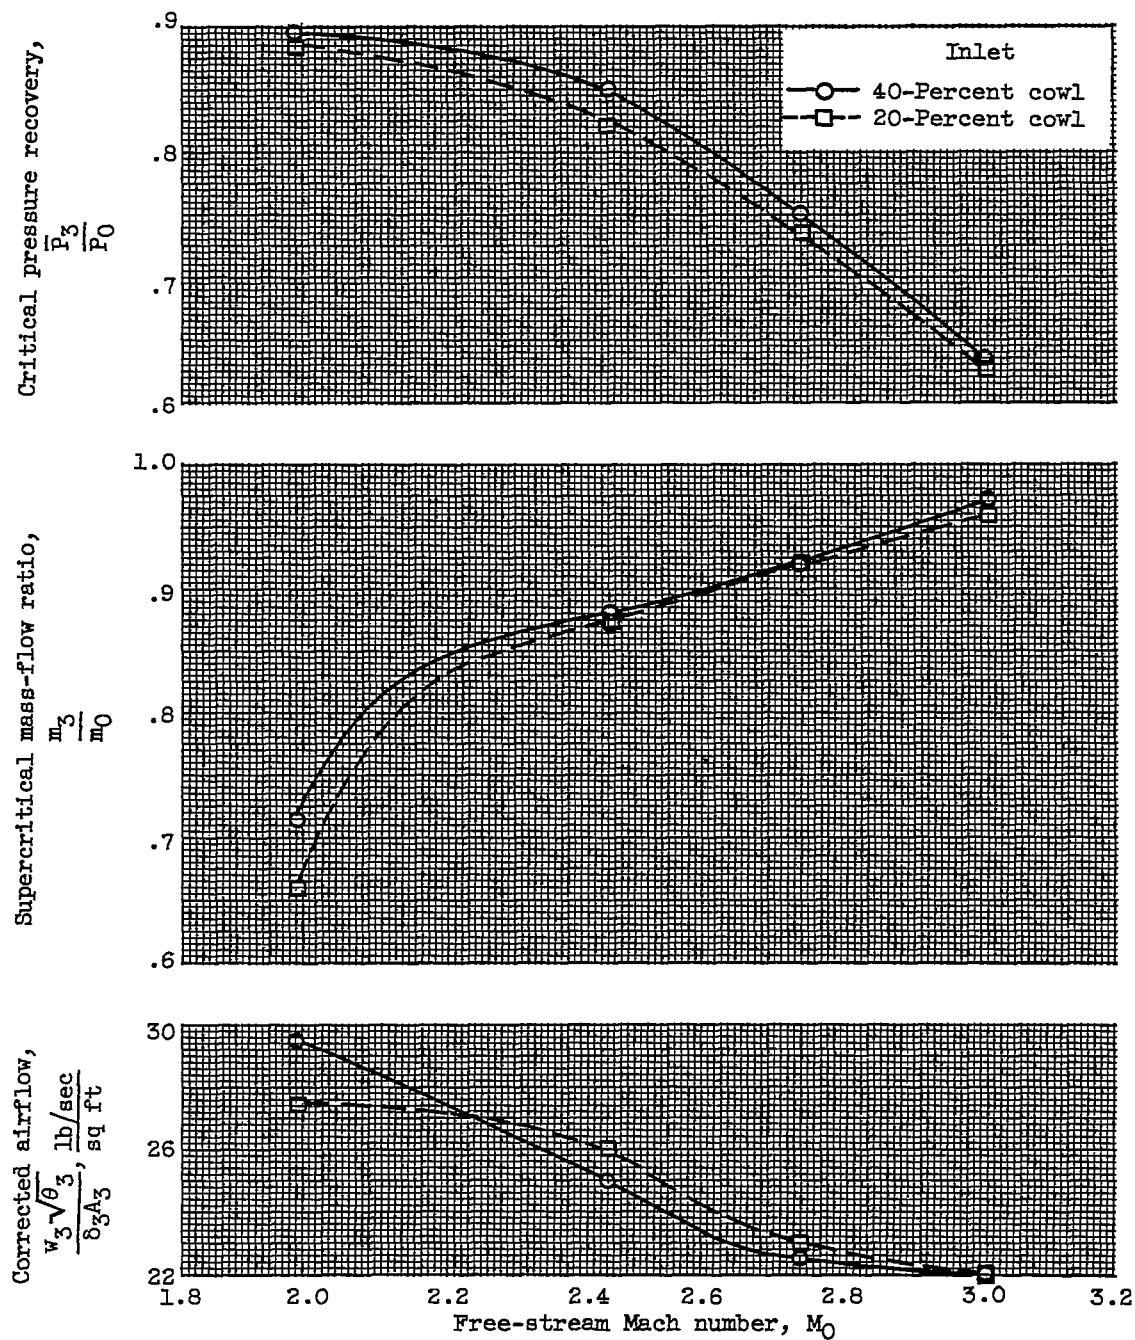 Critical pressure recovery,
P̅3
P0
.9
.8
.7
.6
Inlet
40-Percent cowl
20-Percent cowl
Supercritical mass-flow ratio,
m3
m0
1.0
.9
.8
.7
.6
Corrected airflow,
w3√θ3, lb/sec
δ3A3 sq ft
30
26
22
1.8 2.0 2.2 2.4 2.6 2.8 3.0 3.2
Free-stream Mach number, M0